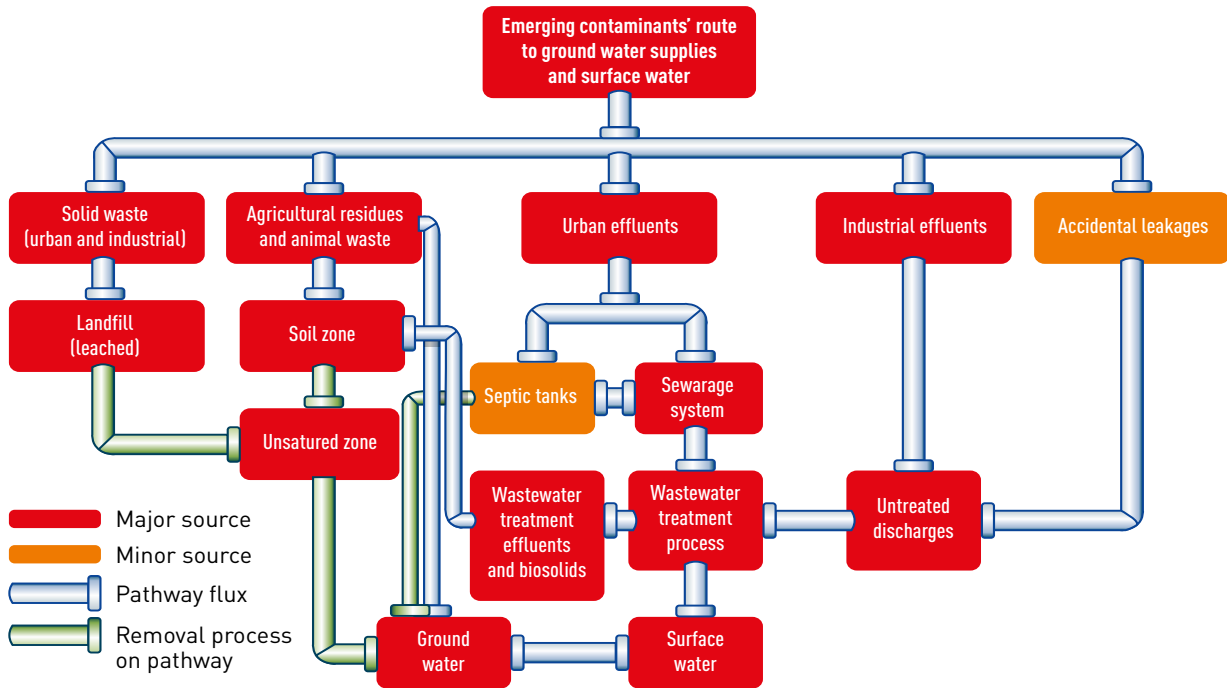 Emerging contaminants' route
to ground water supplies
and surface water
Solid waste
(urban and industrial)
Agricultural residues
and animal waste
Urban effluents
Industrial effluents
Accidental leakages
Landfill
(leached)
Soil zone
Septic tanks
Sewarage
system
Unsatured zone
Wastewater
treatment
effluents
and biosolids
Wastewater
treatment
process
Untreated
discharges
Ground
water
Surface
water
Major source
Minor source
Pathway flux
Removal process
on pathway